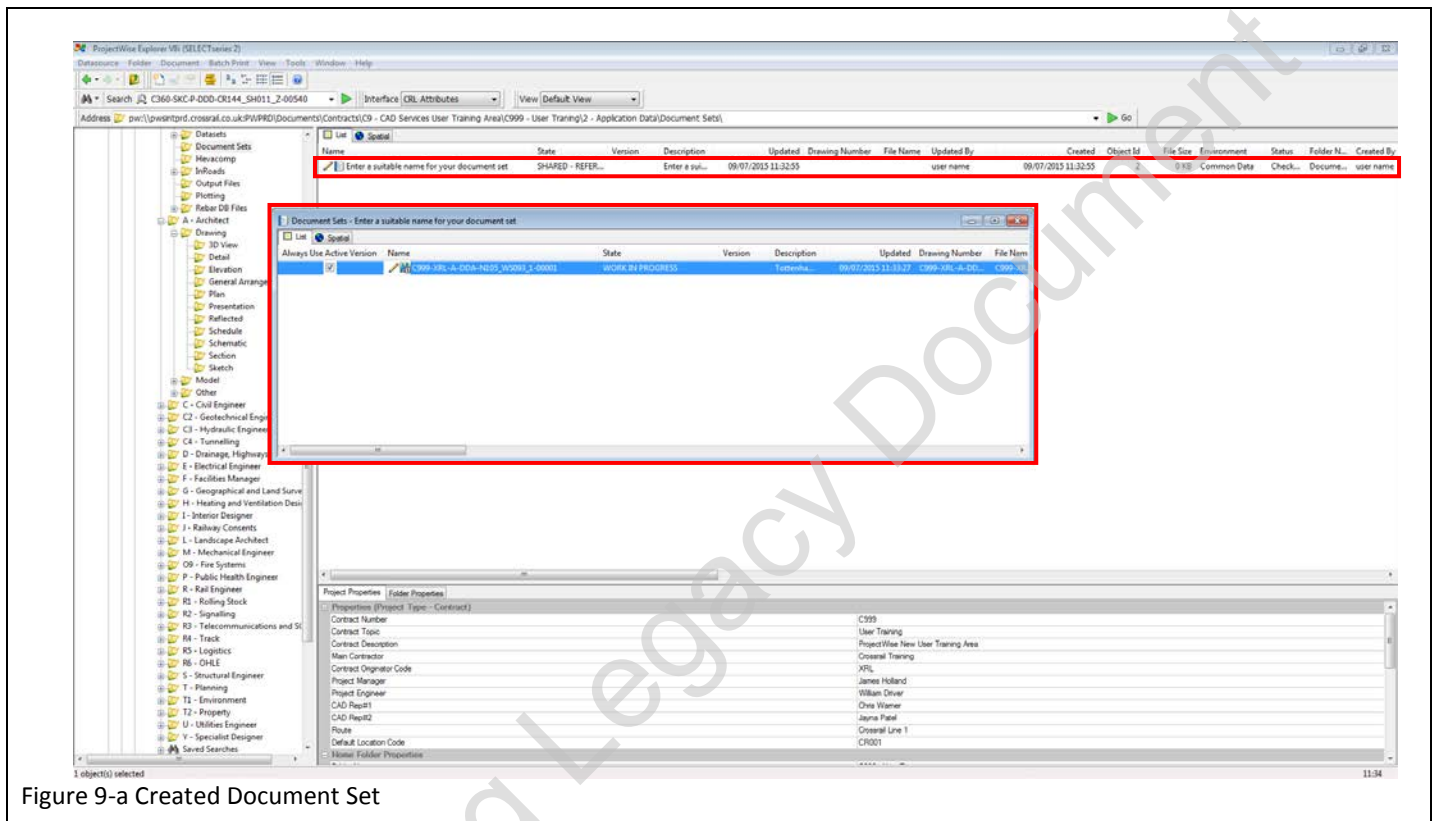 ProjectWise Explorer V8i (SELECTseries 2)
Datasource Folder Document Batch Print View Tools Window Help
Search C360-SKC-P-DDD-CR144_SH011_Z-00540 Interface CRL Attributes View Default View
Address pw:\\pwsntprd.crossrail.co.uk:PWPRD\Documents\Contracts\C9 - CAD Services User Training Area\C999 - User Traning\2 - Application Data\Document Sets\ Go
List Spatial
Name State Version Description Updated Drawing Number File Name Updated By Created Object Id File Size Environment Status Folder N... Created By
Enter a suitable name for your document set SHARED - REFER... Enter a sui... 09/07/2015 11:32:55 user name 09/07/2015 11:32:55 2 0 KB Common Data Check... Docume... user name
Datasets
Document Sets
Hevacomp
InRoads
Output Files
Plotting
Rebar DB Files
A - Architect
Drawing
3D View
Detail
Elevation
General Arrange
Plan
Presentation
Reflected
Schedule
Schematic
Section
Sketch
Model
Other
C - Civil Engineer
C2 - Geotechnical Engi
C3 - Hydraulic Enginee
C4 - Tunnelling
D - Drainage, Highways
E - Electrical Engineer
F - Facilities Manager
G - Geographical and Land Surve
H - Heating and Ventilation Desi
I - Interior Designer
J - Railway Consents
L - Landscape Architect
M - Mechanical Engineer
O9 - Fire Systems
P - Public Health Engineer
R - Rail Engineer
R1 - Rolling Stock
R2 - Signalling
R3 - Telecommunications and St
R4 - Track
R5 - Logistics
R6 - OHLE
S - Structural Engineer
T - Planning
T1 - Environment
T2 - Property
U - Utilities Engineer
Y - Specialist Designer
Saved Searches
Document Sets - Enter a suitable name for your document set
List Spatial
Always Use Active Version Name State Version Description Updated Drawing Number File Nam
C999-XRL-A-DDA-N105_WS093_1-00001 WORK IN PROGRESS Tottenha... 09/07/2015 11:33:27 C999-XRL-A-DD... C999-XR
Project Properties Folder Properties
Properties (Project Type - Contract)
Contract Number C999
Contract Topic User Training
Contract Description ProjectWise New User Training Area
Main Contractor Crossrail Training
Contract Originator Code XRL
Project Manager James Holland
Project Engineer William Driver
CAD Rep#1 Chris Warner
CAD Rep#2 Jayna Patel
Route Crossrail Line 1
Default Location Code CR001
Home Folder Properties
1 object(s) selected 11:34
Figure 9-a Created Document Set
g Legacy Document